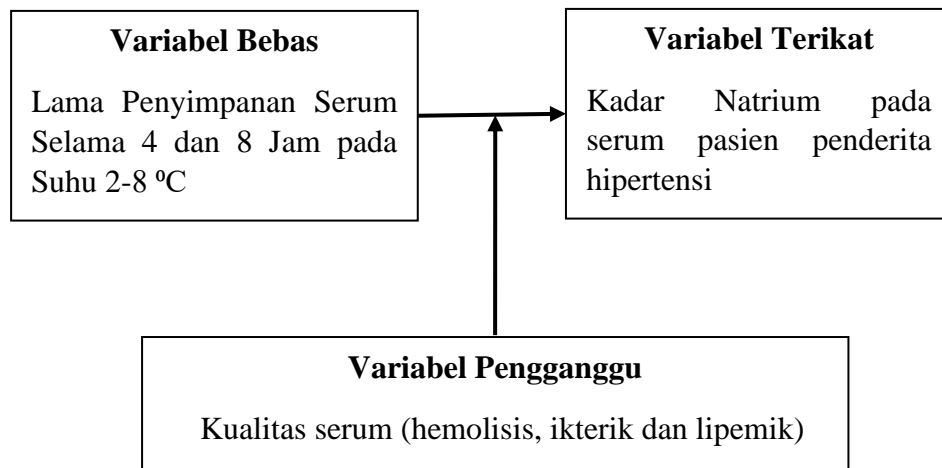 Variabel Bebas
Lama Penyimpanan Serum
Selama 4 dan 8 Jam pada
Suhu 2-8 ⁰C
Variabel Terikat
Kadar Natrium pada
serum pasien penderita
hipertensi
Variabel Pengganggu
Kualitas serum (hemolisis, ikterik dan lipemik)